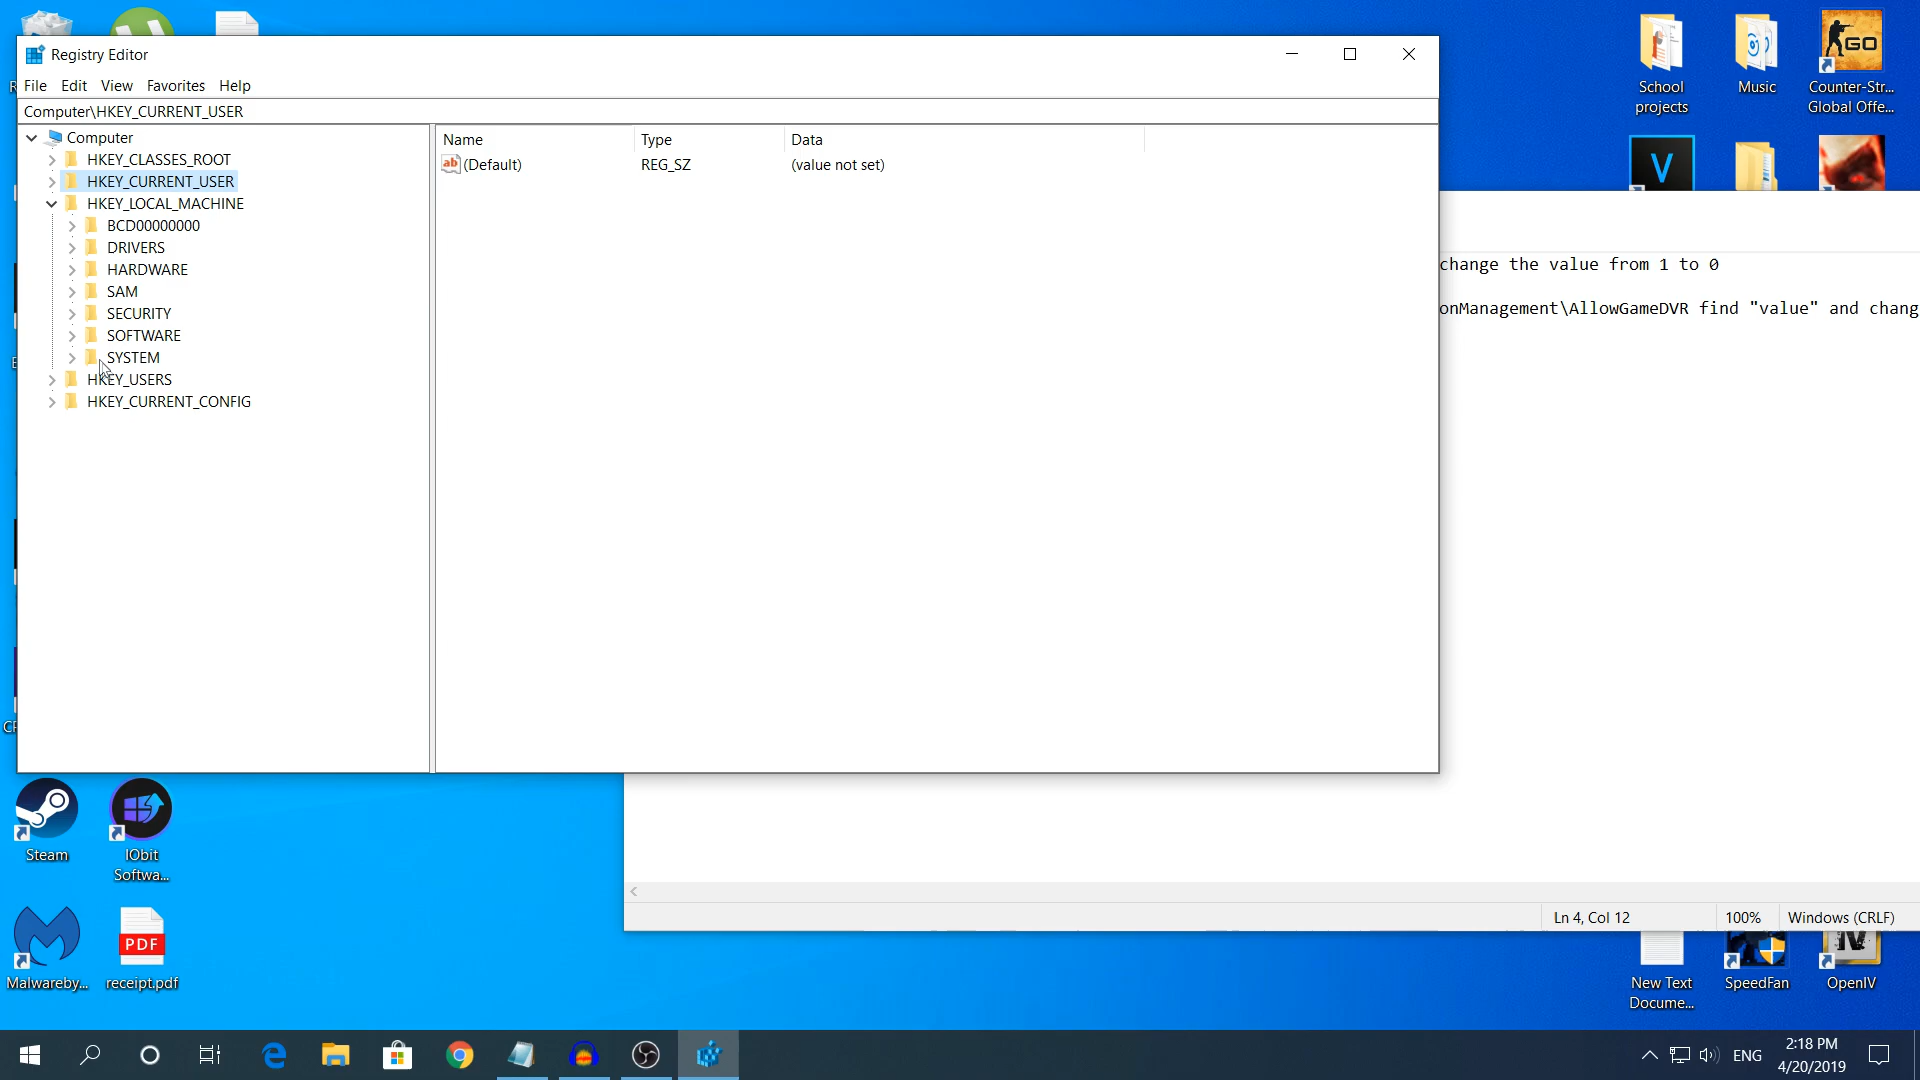 Registry Editor
File Edit View Favorites Help
Computer\HKEY_CURRENT_USER
Computer
HKEY_CLASSES_ROOT
HKEY_CURRENT_USER
HKEY_LOCAL_MACHINE
BCD00000000
DRIVERS
HARDWARE
SAM
SECURITY
SOFTWARE
SYSTEM
HKEY_USERS
HKEY_CURRENT_CONFIG
Name Type Data
ab (Default) REG_SZ (value not set)
School
projects
Music
Counter-Str...
Global Offe...
GO
V
change the value from 1 to 0
onManagement\AllowGameDVR find "value" and chang
Ln 4, Col 12 100% Windows (CRLF)
Steam
IObit
Softwa...
Malwareby...
PDF
receipt.pdf
New Text
Docume...
SpeedFan
IV
OpenIV
ENG
2:18 PM
4/20/2019